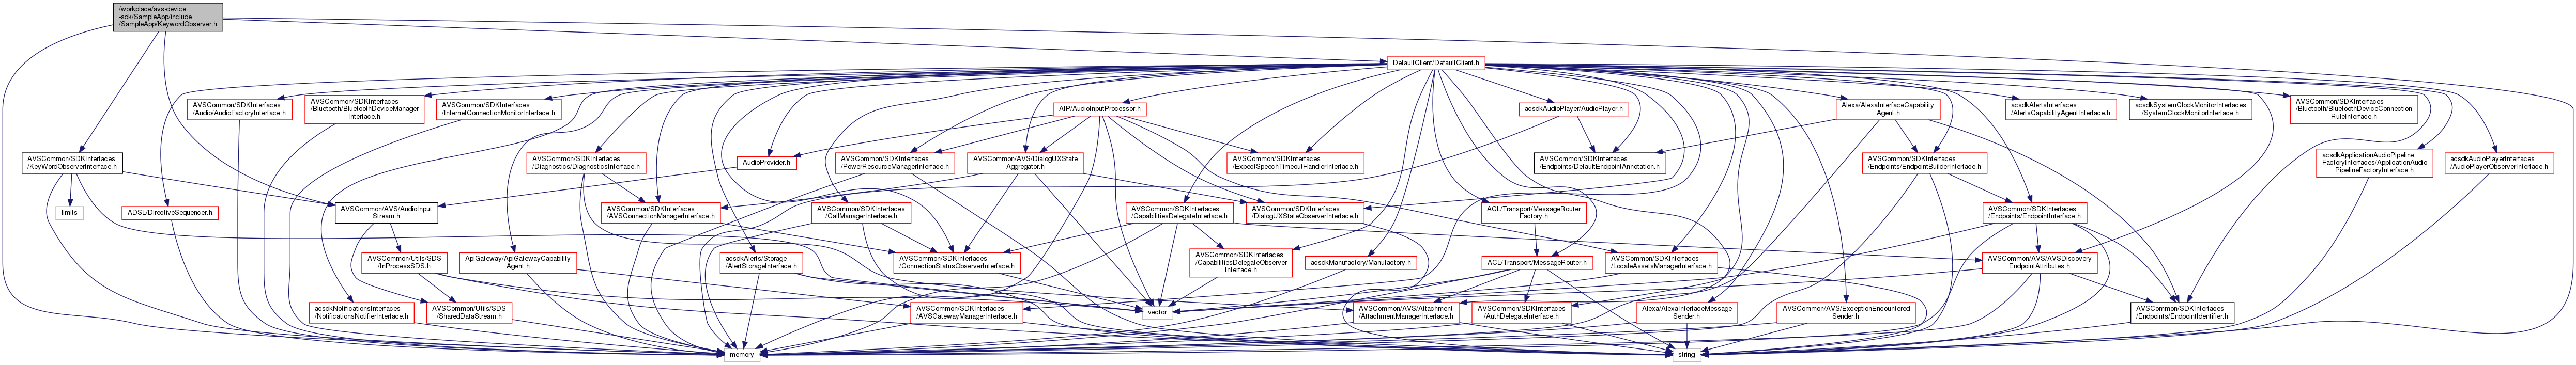 /workplace/avs-device
-sdk/SampleApp/include
/SampleApp/KeywordObserver.h
DefaultClient/DefaultClient.h
AVSCommon/SDKInterfaces
/Audio/AudioFactoryInterface.h
AVSCommon/SDKInterfaces
/Bluetooth/BluetoothDeviceManager
Interface.h
AVSCommon/SDKInterfaces
/InternetConnectionMonitorInterface.h
AIP/AudioInputProcessor.h
acsdkAudioPlayer/AudioPlayer.h
Alexa/AlexaInterfaceCapability
Agent.h
acsdkAlertsInterfaces
/AlertsCapabilityAgentInterface.h
acsdkSystemClockMonitorInterfaces
/SystemClockMonitorInterface.h
AVSCommon/SDKInterfaces
/Bluetooth/BluetoothDeviceConnection
RuleInterface.h
AVSCommon/SDKInterfaces
/KeyWordObserverInterface.h
AVSCommon/SDKInterfaces
/Diagnostics/DiagnosticsInterface.h
AudioProvider.h
AVSCommon/SDKInterfaces
/PowerResourceManagerInterface.h
AVSCommon/AVS/DialogUXState
Aggregator.h
AVSCommon/SDKInterfaces
/ExpectSpeechTimeoutHandlerInterface.h
AVSCommon/SDKInterfaces
/Endpoints/DefaultEndpointAnnotation.h
AVSCommon/SDKInterfaces
/Endpoints/EndpointBuilderInterface.h
acsdkApplicationAudioPipeline
FactoryInterfaces/ApplicationAudio
PipelineFactoryInterface.h
acsdkAudioPlayerInterfaces
/AudioPlayerObserverInterface.h
limits
ADSL/DirectiveSequencer.h
AVSCommon/AVS/AudioInput
Stream.h
AVSCommon/SDKInterfaces
/AVSConnectionManagerInterface.h
AVSCommon/SDKInterfaces
/CallManagerInterface.h
AVSCommon/SDKInterfaces
/CapabilitiesDelegateInterface.h
AVSCommon/SDKInterfaces
/DialogUXStateObserverInterface.h
ACL/Transport/MessageRouter
Factory.h
AVSCommon/SDKInterfaces
/Endpoints/EndpointInterface.h
AVSCommon/Utils/SDS
/InProcessSDS.h
ApiGateway/ApiGatewayCapability
Agent.h
acsdkAlerts/Storage
/AlertStorageInterface.h
AVSCommon/SDKInterfaces
/ConnectionStatusObserverInterface.h
AVSCommon/SDKInterfaces
/CapabilitiesDelegateObserver
Interface.h
acsdkManufactory/Manufactory.h
ACL/Transport/MessageRouter.h
AVSCommon/SDKInterfaces
/LocaleAssetsManagerInterface.h
AVSCommon/AVS/AVSDiscovery
EndpointAttributes.h
acsdkNotificationsInterfaces
/NotificationsNotifierInterface.h
AVSCommon/Utils/SDS
/SharedDataStream.h
AVSCommon/SDKInterfaces
/AVSGatewayManagerInterface.h
vector
AVSCommon/AVS/Attachment
/AttachmentManagerInterface.h
AVSCommon/SDKInterfaces
/AuthDelegateInterface.h
Alexa/AlexaInterfaceMessage
Sender.h
AVSCommon/AVS/ExceptionEncountered
Sender.h
AVSCommon/SDKInterfaces
/Endpoints/EndpointIdentifier.h
memory
string